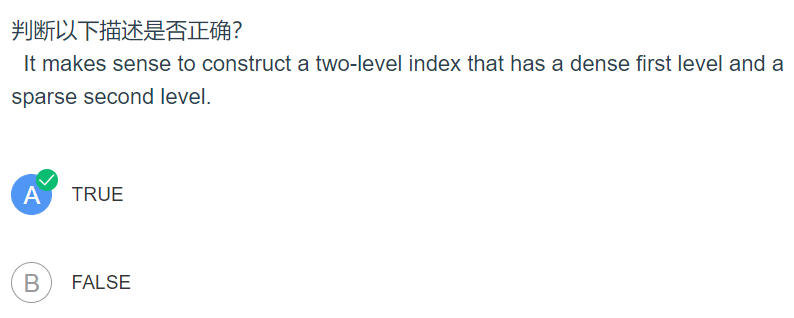 判断以下描述是否正确?
It makes sense to construct a two-level index that has a dense first level and a
sparse second level.
A TRUE
B FALSE